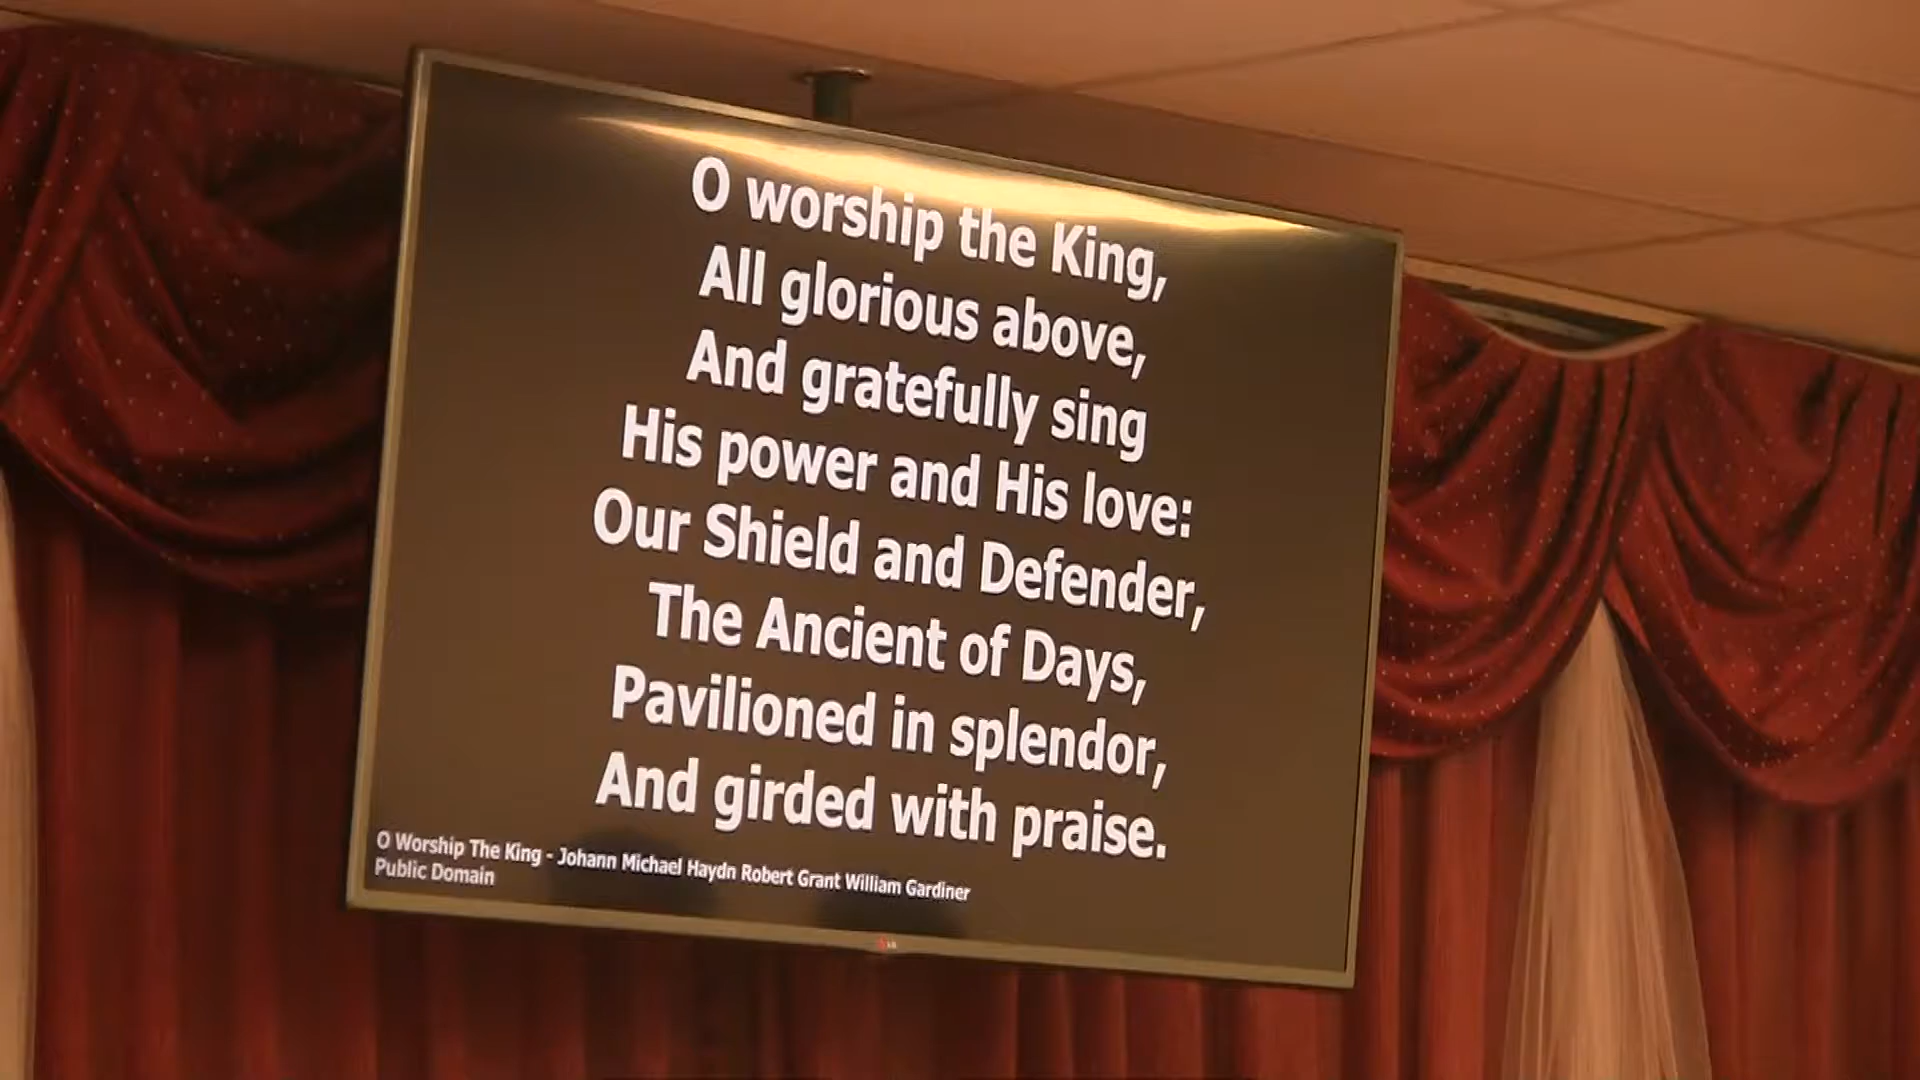 O worship the King,
All glorious above,
And gratefully sing
His power and His love:
Our Shield and Defender,
The Ancient of Days,
Pavilioned in splendor,
And girded with praise.
O Worship The King - Johann Michael Haydn Robert Grant William Gardiner
Public Domain
LG